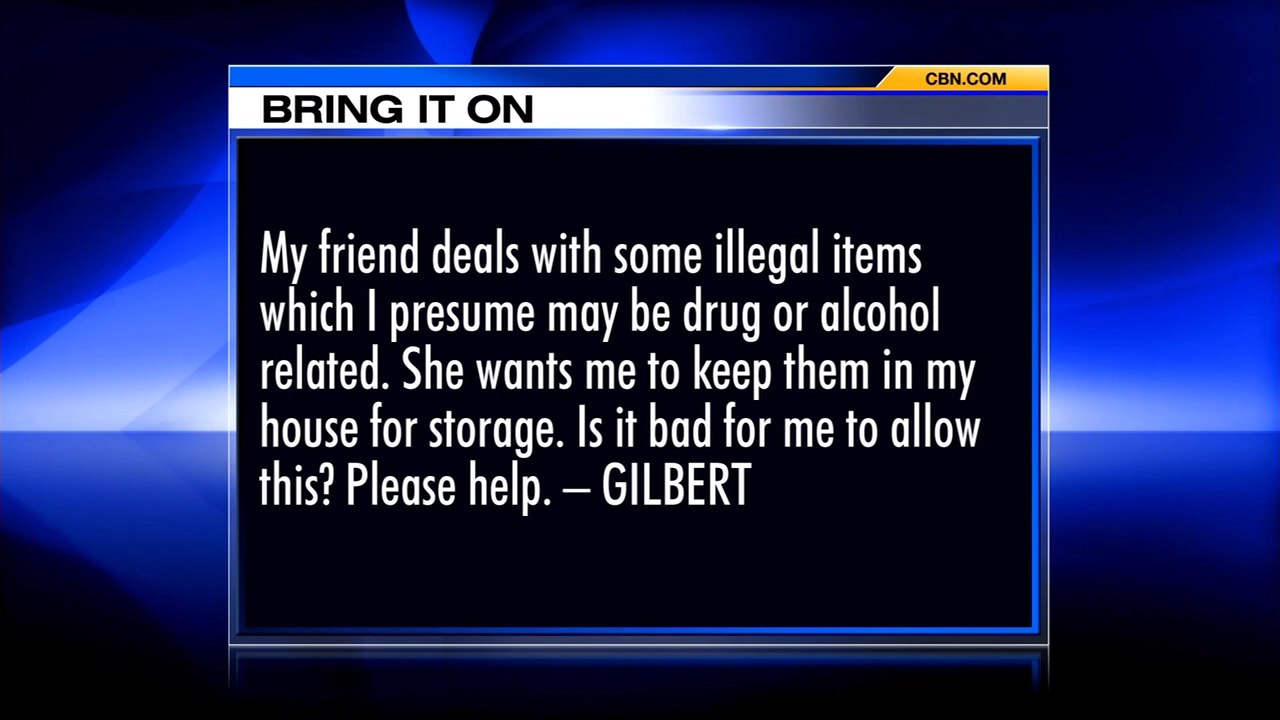 CBN.COM
BRING IT ON
My friend deals with some illegal items
which I presume may be drug or alcohol
related. She wants me to keep them in my
house for storage. Is it bad for me to allow
this? Please help. – GILBERT